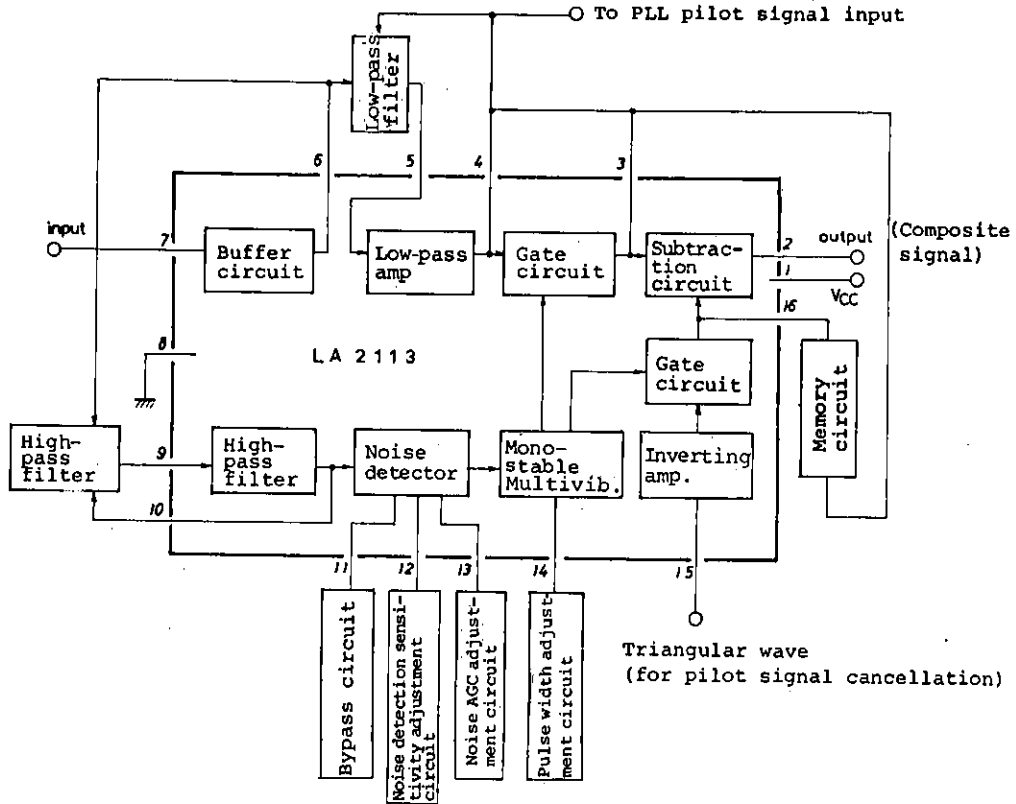 To PLL pilot signal input
Low-pass
filter
6
5
4
3
input
7
Buffer
circuit
Low-pass
amp
Gate
circuit
Subtrac-
tion
circuit
2
output
1
VCC
16
(Composite
signal)
8
LA 2113
Gate
circuit
Memory
circuit
High-
pass
filter
9
High-
pass
filter
Noise
detector
Mono-
stable
Multivib.
Inverting
amp.
10
11
12
13
14
15
Bypass circuit
Noise detection sensi-
tivity adjustment
circuit
Noise AGC adjust-
ment circuit
Pulse width adjust-
ment circuit
Triangular wave
(for pilot signal cancellation)